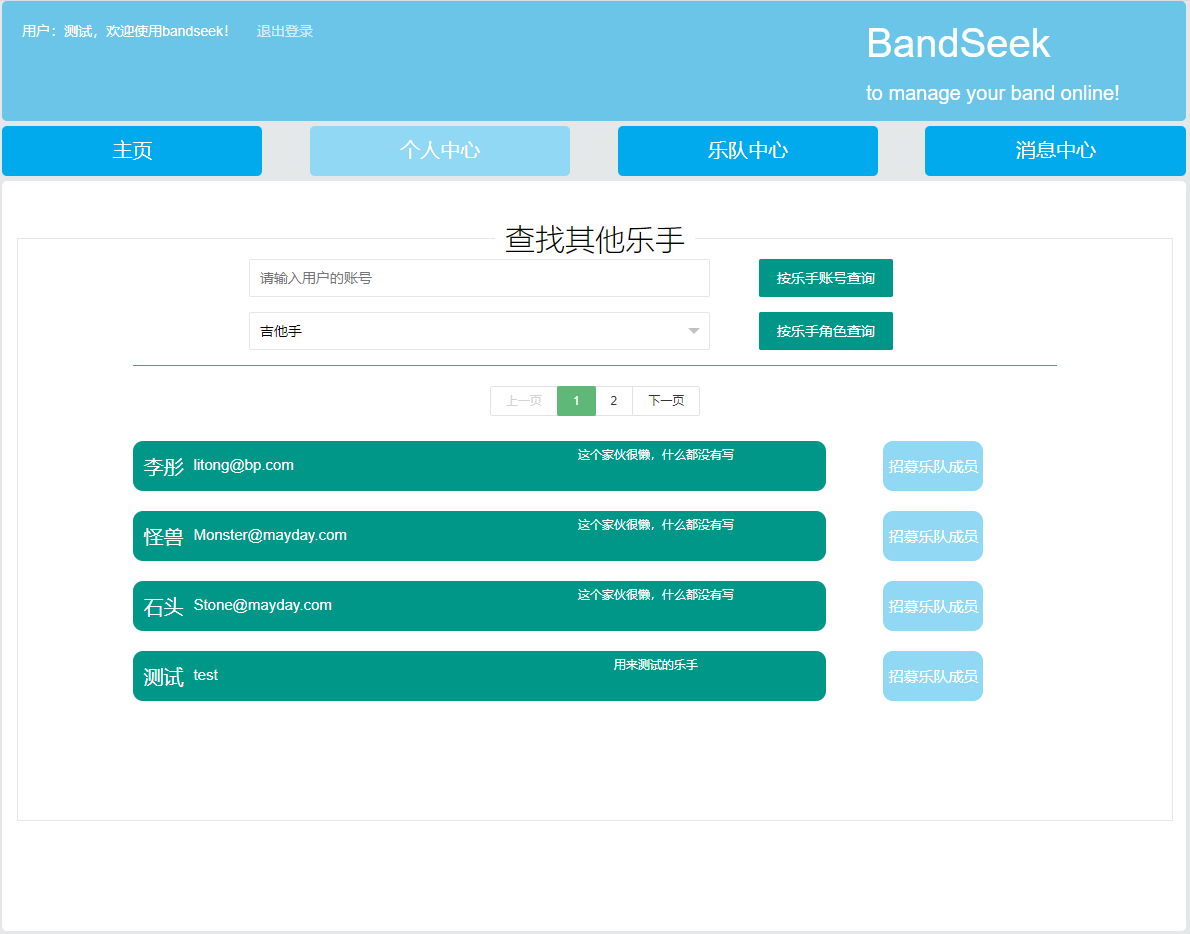 用户：测试，欢迎使用bandseek！ 退出登录
BandSeek
to manage your band online!
主页 个人中心 乐队中心 消息中心
查找其他乐手
请输入用户的账号 按乐手账号查询
吉他手 按乐手角色查询
上一页 1 2 下一页
李彤 litong@bp.com 这个家伙很懒，什么都没有写 招募乐队成员
怪兽 Monster@mayday.com 这个家伙很懒，什么都没有写 招募乐队成员
石头 Stone@mayday.com 这个家伙很懒，什么都没有写 招募乐队成员
测试 test 用来测试的乐手 招募乐队成员